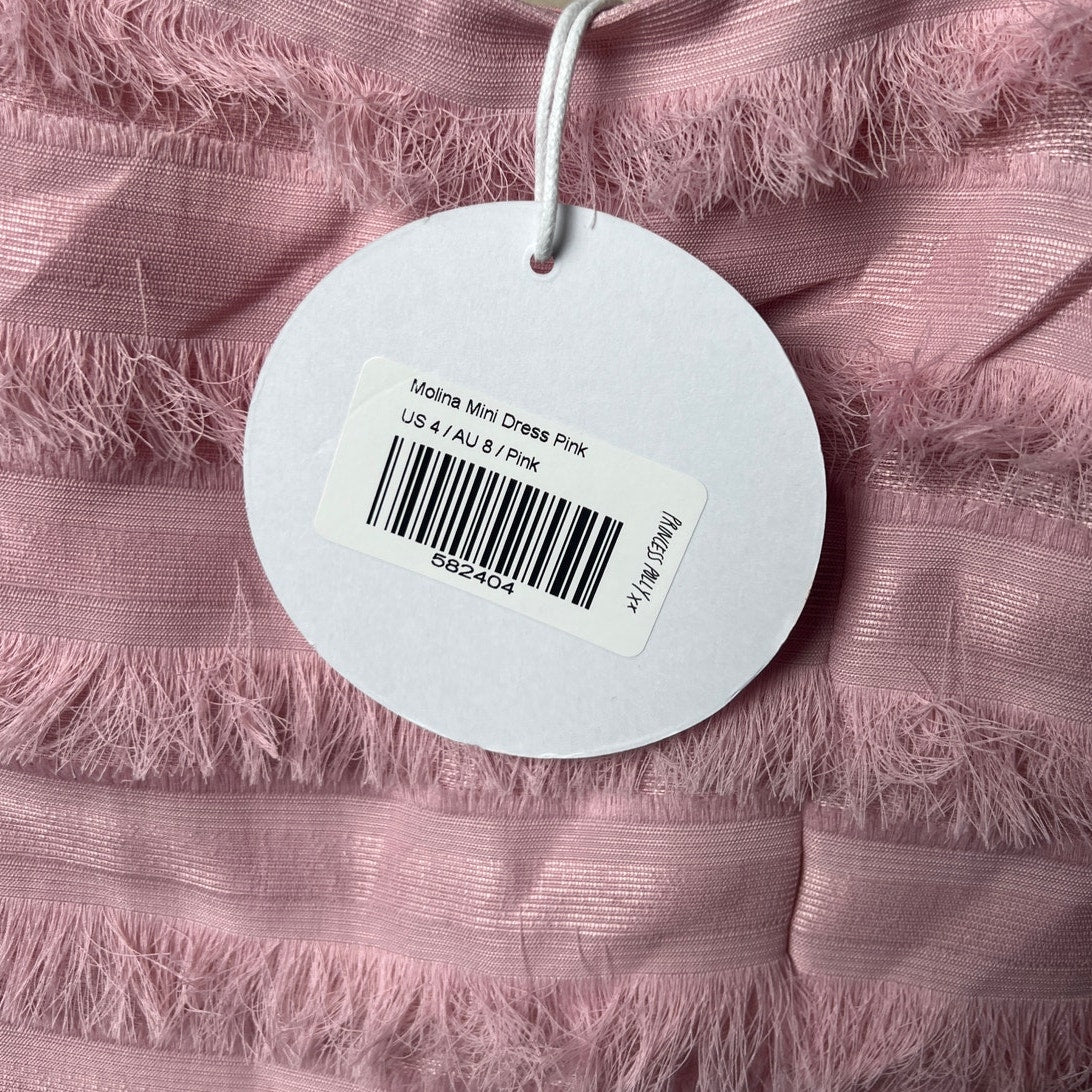 Molina Mini Dress Pink
US 4 / AU 8 / Pink
582404
PRINCESS POLLY xx